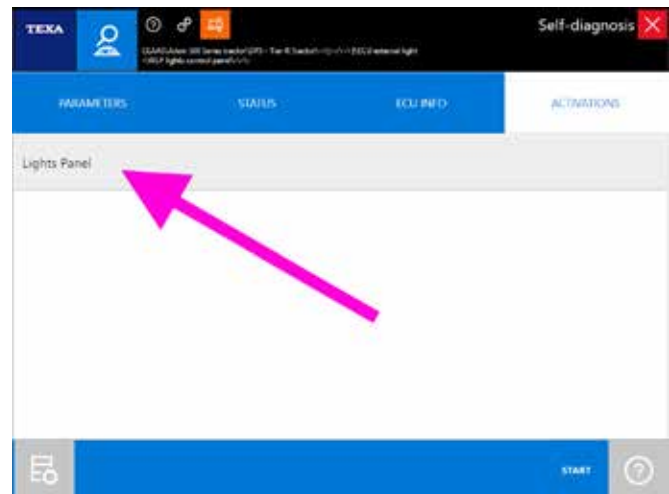 TEXA
Self-diagnosis
PARAMETERS
STATUS
ECU INFO
ACTIVATIONS
Lights Panel
START